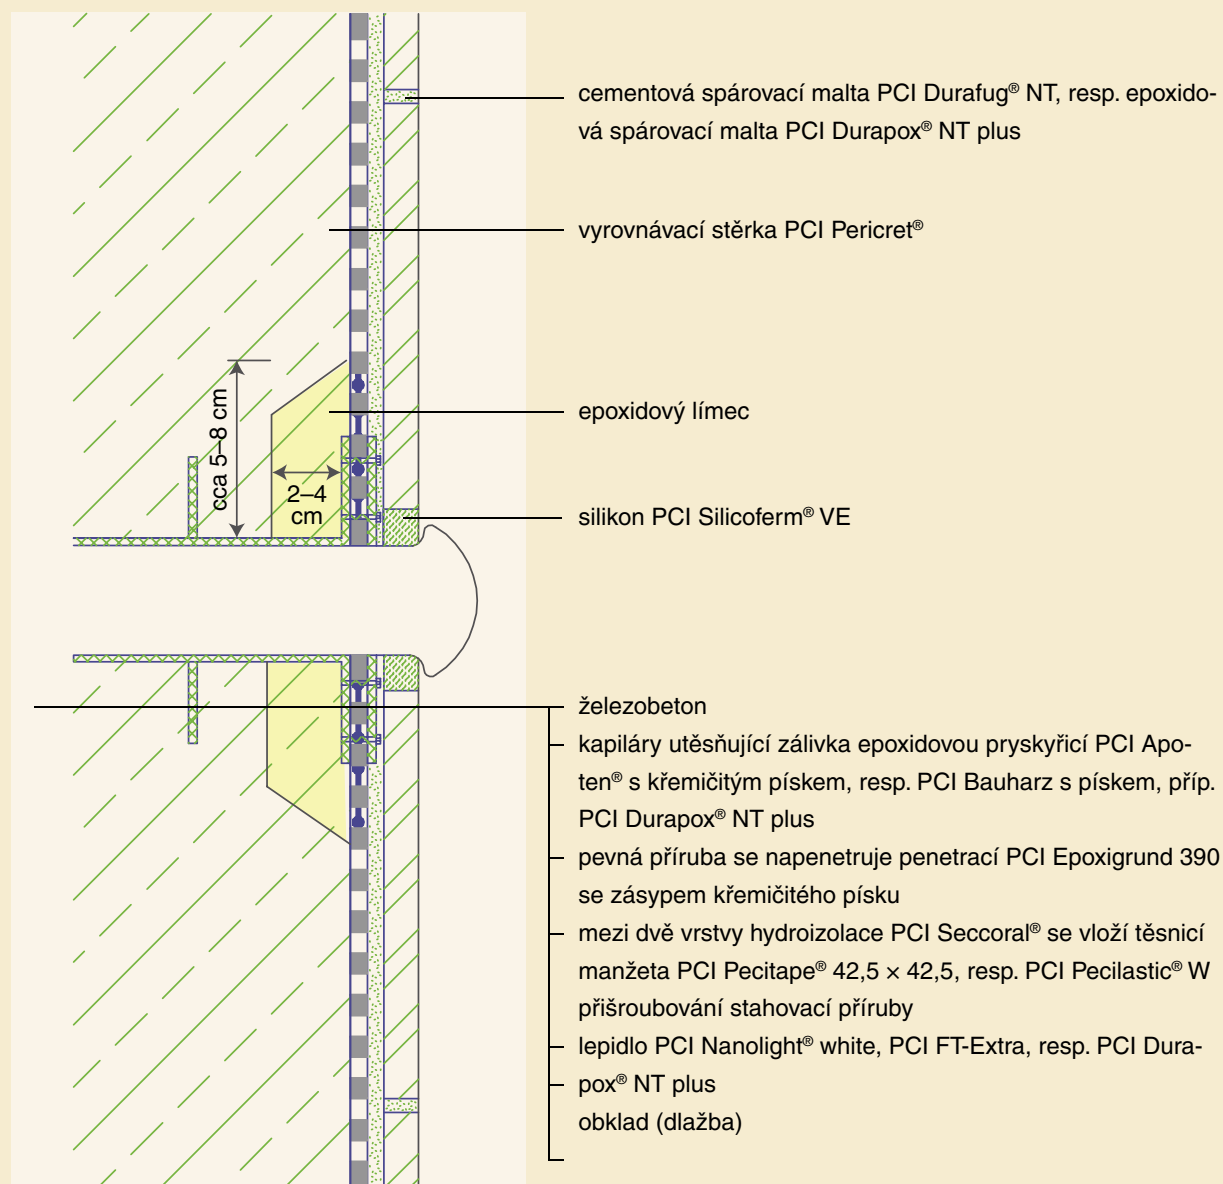 cementová spárovací malta PCI Durafug® NT, resp. epoxido-
vá spárovací malta PCI Durapox® NT plus
vyrovnávací stěrka PCI Pericret®
epoxidový límec
cca 5–8 cm
2–4
cm
silikon PCI Silicoferm® VE
železobeton
kapiláry utěsňující zálivka epoxidovou pryskyřicí PCI Apo-
ten® s křemičitým pískem, resp. PCI Bauharz s pískem, příp.
PCI Durapox® NT plus
pevná příruba se napenetruje penetrací PCI Epoxigrund 390
se zásypem křemičitého písku
mezi dvě vrstvy hydroizolace PCI Seccoral® se vloží těsnicí
manžeta PCI Pecitape® 42,5 × 42,5, resp. PCI Pecilastic® W
přišroubování stahovací příruby
lepidlo PCI Nanolight® white, PCI FT-Extra, resp. PCI Dura-
pox® NT plus
obklad (dlažba)